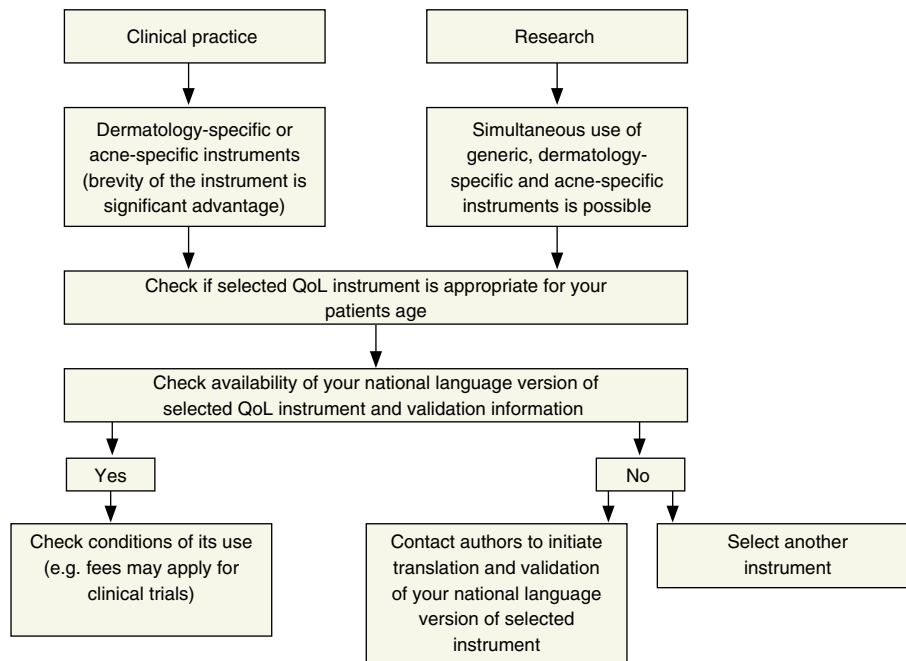 Clinical practice
Research
Dermatology-specific or
acne-specific instruments
(brevity of the instrument is
significant advantage)
Simultaneous use of
generic, dermatology-
specific and acne-specific
instruments is possible
Check if selected QoL instrument is appropriate for your
patients age
Check availability of your national language version of
selected QoL instrument and validation information
Yes
No
Check conditions of its use
(e.g. fees may apply for
clinical trials)
Contact authors to initiate
translation and validation
of your national language
version of selected
instrument
Select another
instrument